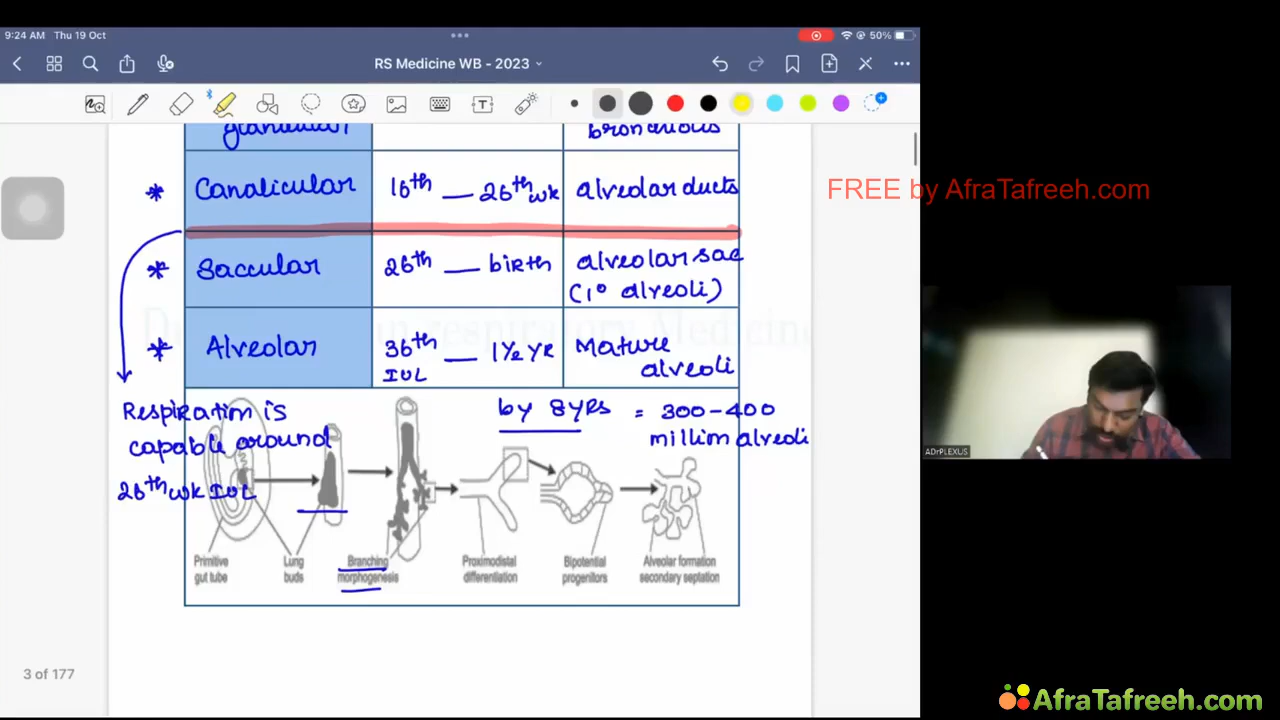 9:24 AM Thu 19 Oct
50%
RS Medicine WB - 2023
glandular
bronchiols
FREE by AfraTafreeh.com
* Canalicular 16th — 26th wk alveolar ducts
* Saccular 26th — birth alveolar sac
(1° alveoli)
* Alveolar 36th — 1½ YR Mature
IUL alveoli
Respiration is
capable around
26th wk IUL
by 8YRS = 300-400
million alveoli
Primitive
gut tube
Lung
buds
Branching
morphogenesis
Proximodistal
differentiation
Bipotential
progenitors
Alveolar formation
secondary septation
3 of 177
ADrPLEXUS
AfraTafreeh.com